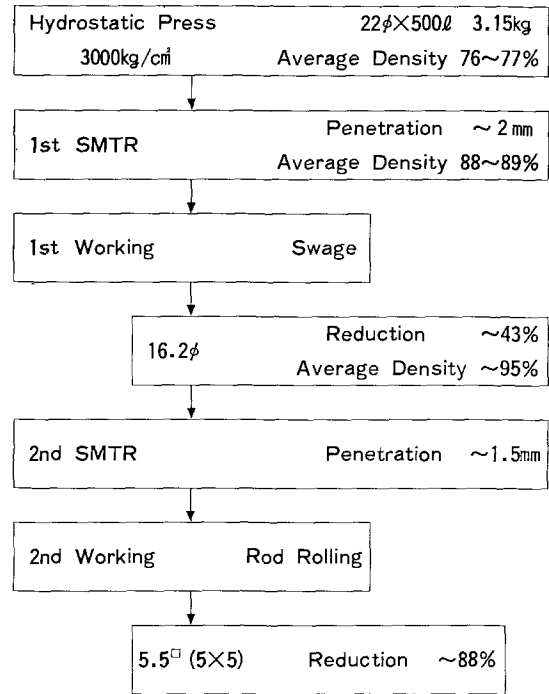 Hydrostatic Press 22φ×500ℓ 3.15kg
3000kg/c㎡ Average Density 76~77%
Penetration ~2mm
1st SMTR
Average Density 88~89%
1st Working Swage
Reduction ~43%
16.2φ
Average Density ~95%
2nd SMTR Penetration ~1.5mm
2nd Working Rod Rolling
5.5□ (5×5) Reduction ~88%